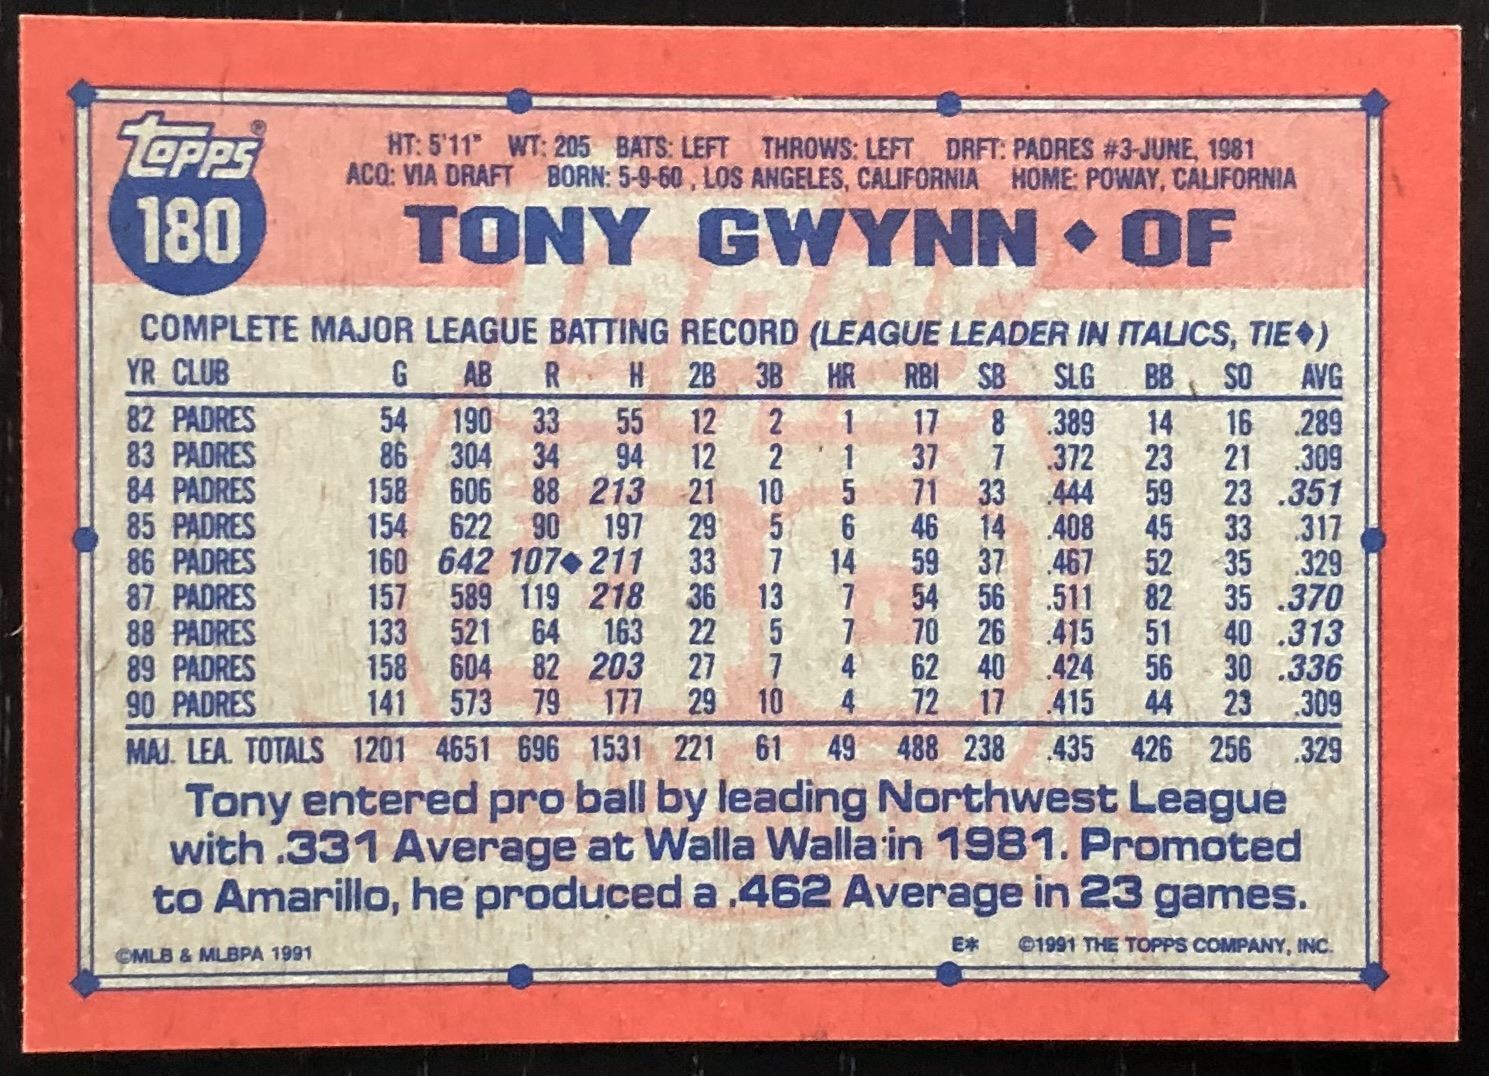 topps®
180
HT: 5'11" WT: 205 BATS: LEFT THROWS: LEFT DRFT: PADRES #3-JUNE, 1981
ACQ: VIA DRAFT BORN: 5-9-60 , LOS ANGELES, CALIFORNIA HOME: POWAY, CALIFORNIA
TONY GWYNN ◆ OF
COMPLETE MAJOR LEAGUE BATTING RECORD (LEAGUE LEADER IN ITALICS, TIE◆)
YR CLUB G AB R H 2B 3B HR RBI SB SLG BB SO AVG
82 PADRES 54 190 33 55 12 2 1 17 8 .389 14 16 .289
83 PADRES 86 304 34 94 12 2 1 37 7 .372 23 21 .309
84 PADRES 158 606 88 213 21 10 5 71 33 .444 59 23 .351
85 PADRES 154 622 90 197 29 5 6 46 14 .408 45 33 .317
86 PADRES 160 642 107◆ 211 33 7 14 59 37 .467 52 35 .329
87 PADRES 157 589 119 218 36 13 7 54 56 .511 82 35 .370
88 PADRES 133 521 64 163 22 5 7 70 26 .415 51 40 .313
89 PADRES 158 604 82 203 27 7 4 62 40 .424 56 30 .336
90 PADRES 141 573 79 177 29 10 4 72 17 .415 44 23 .309
MAJ. LEA. TOTALS 1201 4651 696 1531 221 61 49 488 238 .435 426 256 .329
Tony entered pro ball by leading Northwest League
with .331 Average at Walla Walla in 1981. Promoted
to Amarillo, he produced a .462 Average in 23 games.
©MLB & MLBPA 1991 E* ©1991 THE TOPPS COMPANY, INC.